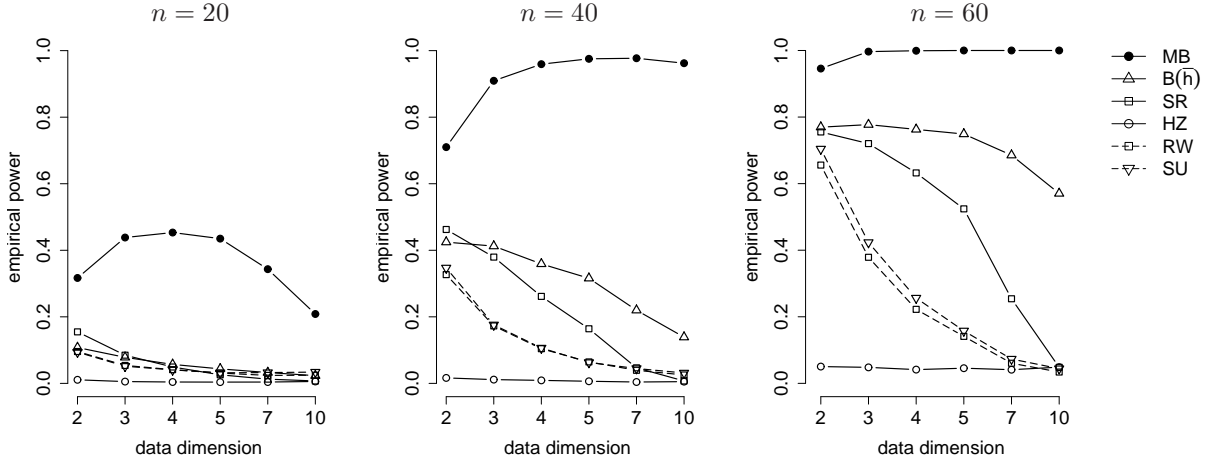 n = 20
n = 40
n = 60
empirical power
0.0
0.2
0.4
0.6
0.8
1.0
2
3
4
5
7
10
data dimension
empirical power
0.0
0.2
0.4
0.6
0.8
1.0
2
3
4
5
7
10
data dimension
empirical power
0.0
0.2
0.4
0.6
0.8
1.0
2
3
4
5
7
10
data dimension
MB
B(h̅)
SR
HZ
RW
SU